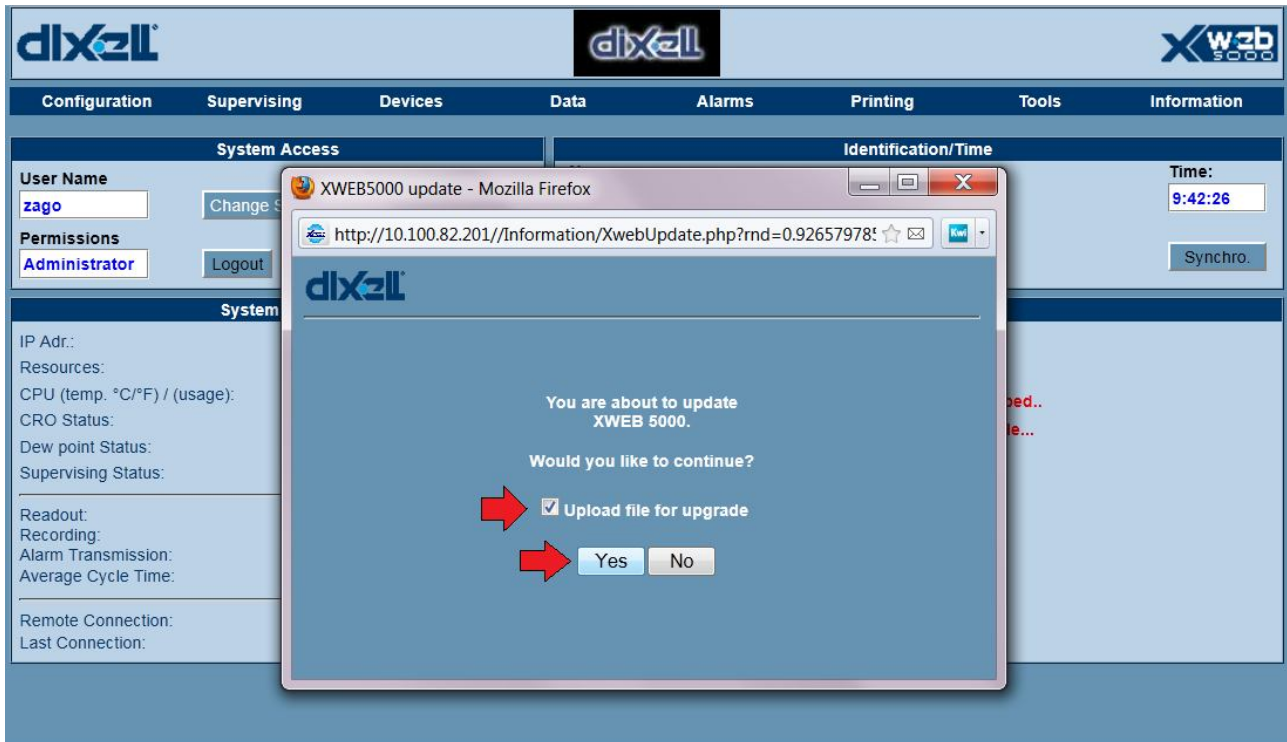 dixell
dixell
Xweb
5000
Configuration Supervising Devices Data Alarms Printing Tools Information
System Access
Identification/Time
User Name
zago
Change S
Permissions
Administrator
Logout
Time:
9:42:26
Synchro.
System
IP Adr.:
Resources:
CPU (temp. °C/°F) / (usage):
CRO Status:
Dew point Status:
Supervising Status:
Readout:
Recording:
Alarm Transmission:
Average Cycle Time:
Remote Connection:
Last Connection:
XWEB5000 update - Mozilla Firefox
http://10.100.82.201//Information/XwebUpdate.php?rnd=0.92657978
dixell
You are about to update
XWEB 5000.
Would you like to continue?
Upload file for upgrade
Yes No
ped..
le...